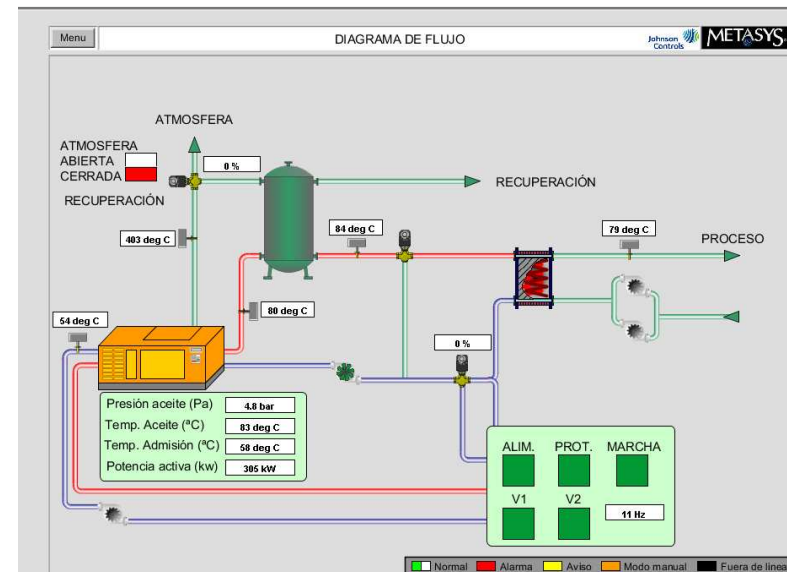 Menu
DIAGRAMA DE FLUJO
Johnson Controls
METASYS
ATMOSFERA
ATMOSFERA
ABIERTA
CERRADA
0 %
RECUPERACIÓN
RECUPERACIÓN
403 deg C
84 deg C
79 deg C
PROCESO
80 deg C
54 deg C
0 %
Presión aceite (Pa) 4.8 bar
Temp. Aceite (ªC) 83 deg C
Temp. Admisión (ªC) 58 deg C
Potencia activa (kw) 305 kW
ALIM. PROT. MARCHA
V1 V2
11 Hz
Normal Alarma Aviso Modo manual Fuera de linea